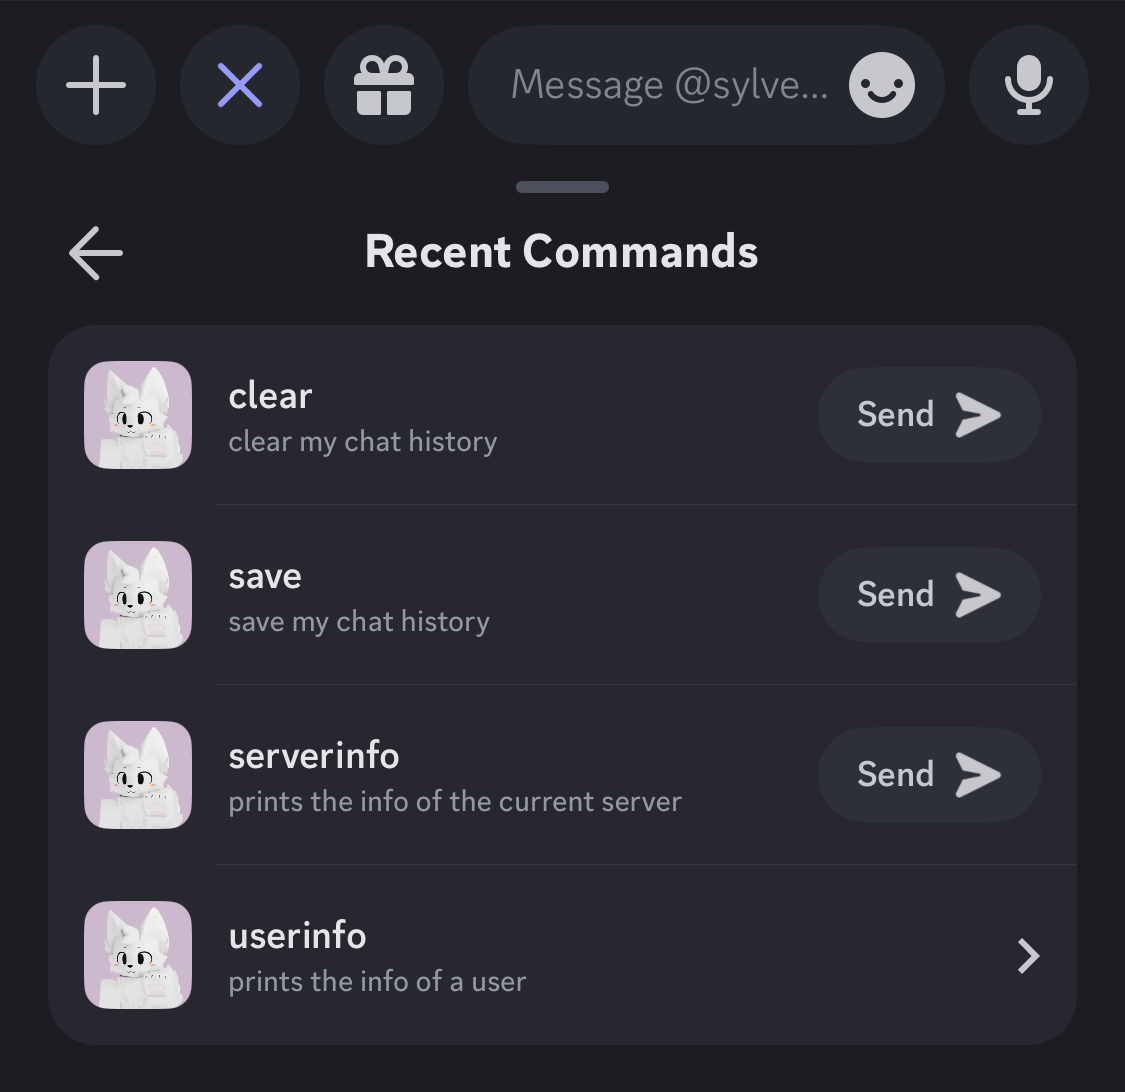 Message @sylve...
Recent Commands
clear
clear my chat history
Send
save
save my chat history
Send
serverinfo
prints the info of the current server
Send
userinfo
prints the info of a user